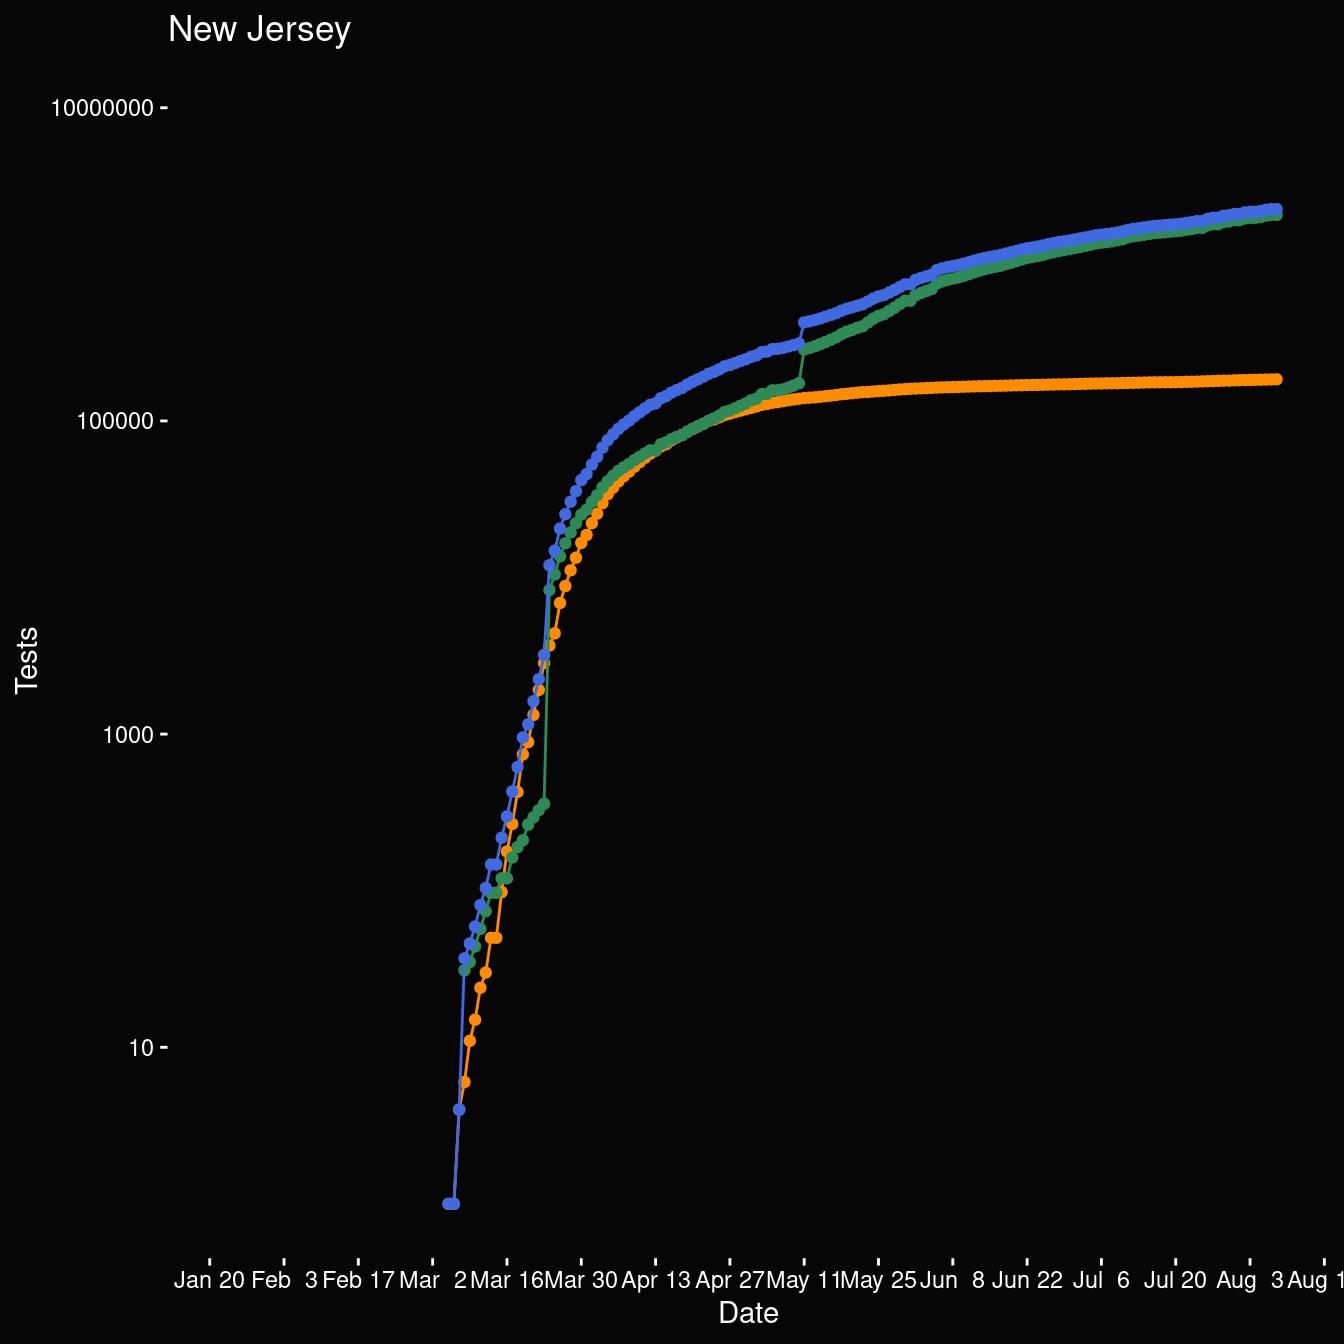 New Jersey
10000000
100000
1000
10
Tests
Jan 20 Feb 3 Feb 17 Mar 2 Mar 16 Mar 30 Apr 13 Apr 27 May 11 May 25 Jun 8 Jun 22 Jul 6 Jul 20 Aug 3 Aug 1
Date